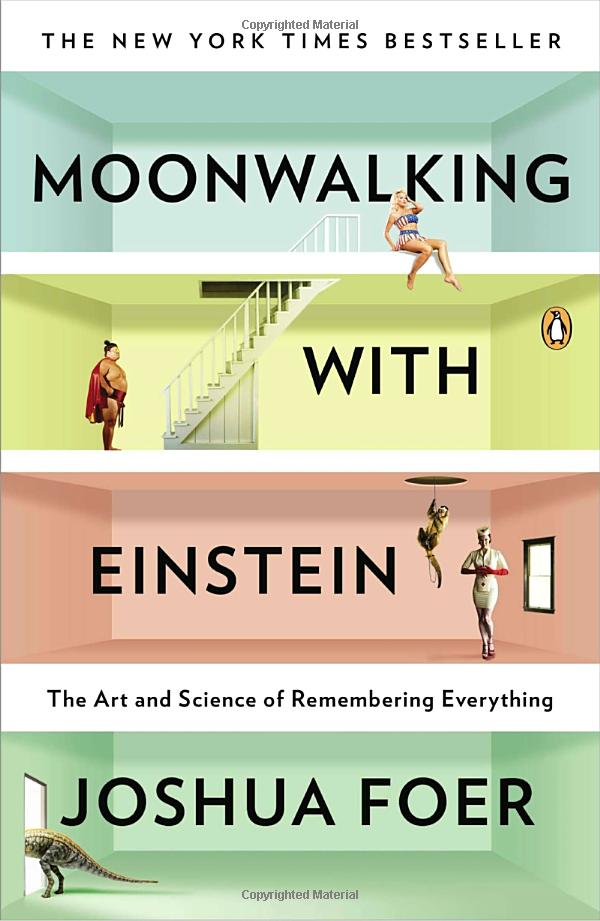 Copyrighted Material
THE NEW YORK TIMES BESTSELLER
MOONWALKING
WITH
EINSTEIN
The Art and Science of Remembering Everything
JOSHUA FOER
Copyrighted Material